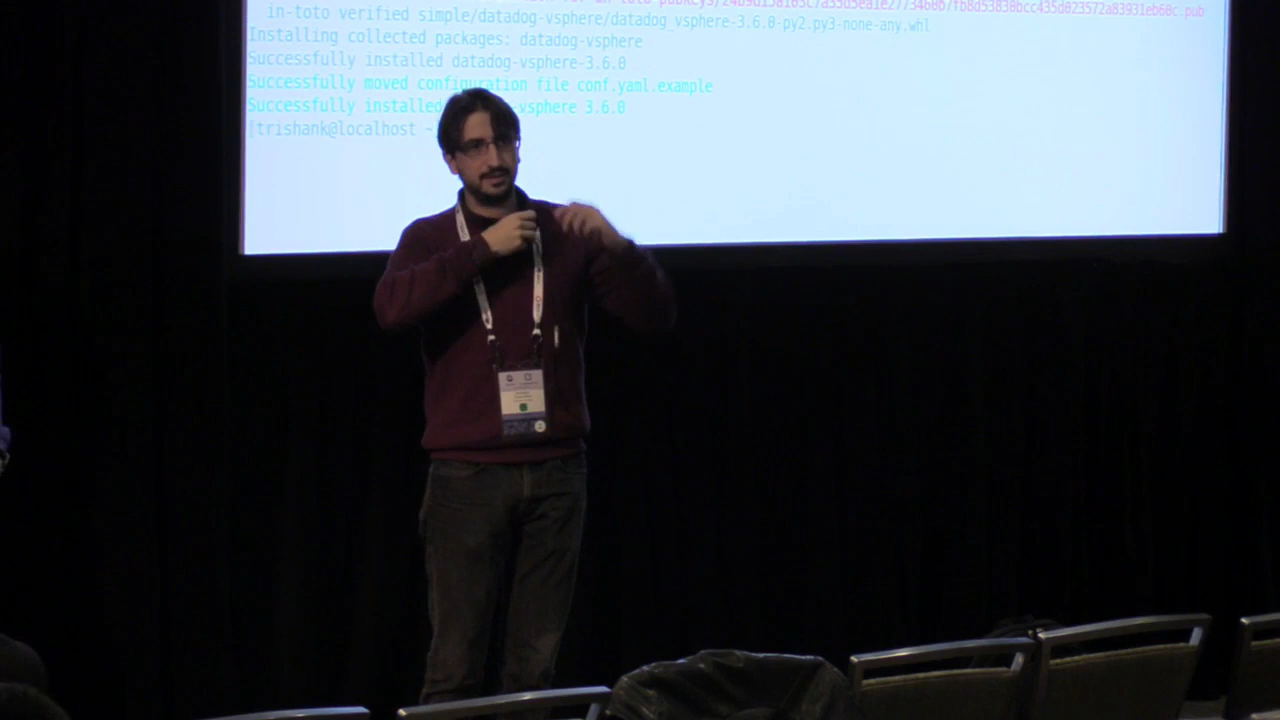 in-toto verified simple/datadog-vsphere/datadog_vsphere-3.6.0-py2.py3-none-any.whl
Installing collected packages: datadog-vsphere
Successfully installed datadog-vsphere-3.6.0
Successfully moved configuration file conf.yaml.example
Successfully installed vsphere 3.6.0
[trishank@localhost ~